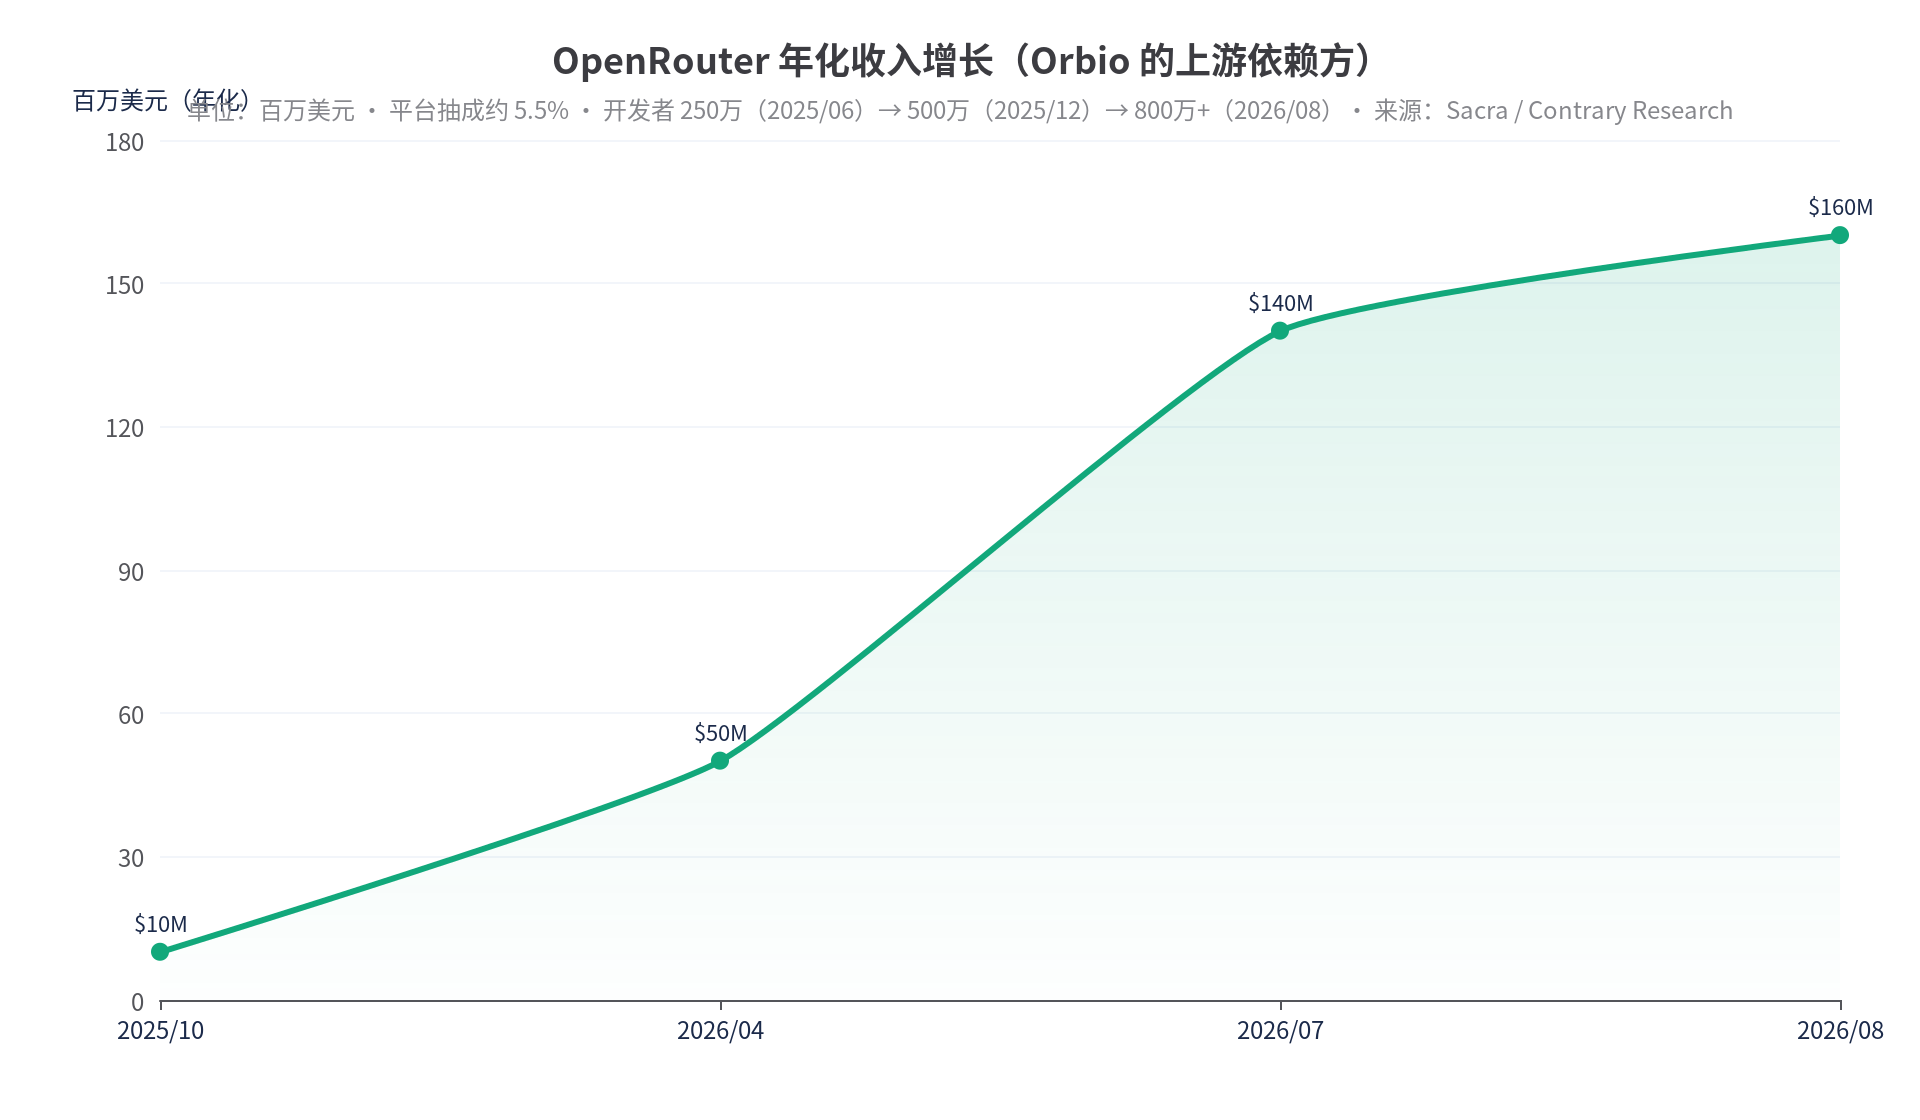 OpenRouter 年化收入增长（Orbio 的上游依赖方）
百万美元（年化）
单位：百万美元 • 平台抽成约 5.5% • 开发者 250万（2025/06）→ 500万（2025/12）→ 800万+（2026/08） • 来源：Sacra / Contrary Research
180
150
120
90
60
30
0
$10M
$50M
$140M
$160M
2025/10
2026/04
2026/07
2026/08